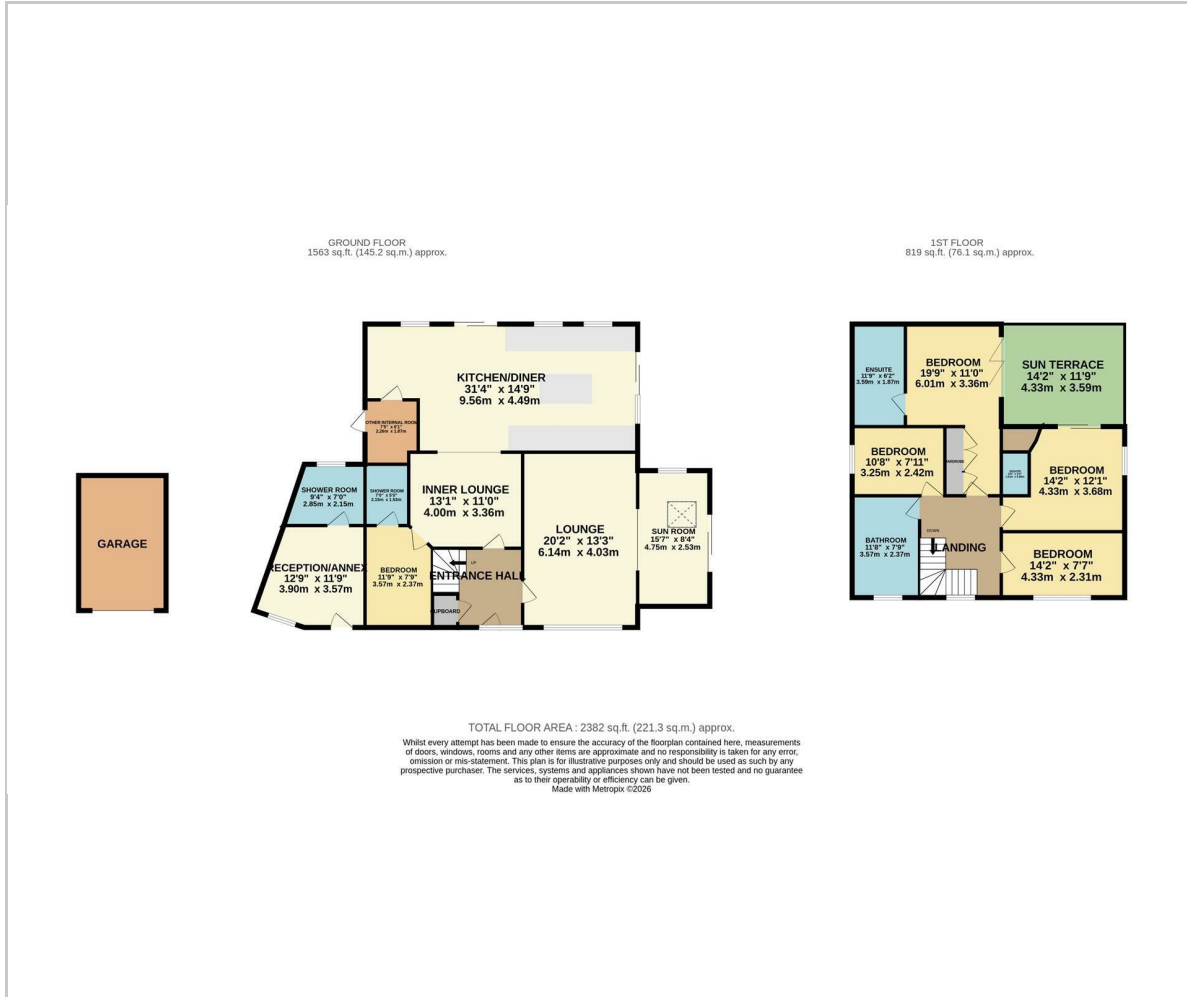 GROUND FLOOR
1563 sq.ft. (145.2 sq.m.) approx.
1ST FLOOR
819 sq.ft. (76.1 sq.m.) approx.
KITCHEN/DINER
31'4" x 14'9"
9.56m x 4.49m
OTHER INTERNAL ROOM
7'5" x 6'1"
2.26m x 1.87m
SHOWER ROOM
9'4" x 7'0"
2.85m x 2.15m
SHOWER ROOM
INNER LOUNGE
13'1" x 11'0"
4.00m x 3.36m
LOUNGE
20'2" x 13'3"
6.14m x 4.03m
SUN ROOM
15'7" x 8'4"
4.75m x 2.53m
GARAGE
RECEPTION/ANNEX
12'9" x 11'9"
3.90m x 3.57m
BEDROOM
11'9" x 7'9"
3.57m x 2.37m
UP
ENTRANCE HALL
CUPBOARD
ENSUITE
11'9" x 6'2"
3.59m x 1.87m
BEDROOM
19'9" x 11'0"
6.01m x 3.36m
SUN TERRACE
14'2" x 11'9"
4.33m x 3.59m
BEDROOM
10'8" x 7'11"
3.25m x 2.42m
WARDROBE
BEDROOM
14'2" x 12'1"
4.33m x 3.68m
BATHROOM
11'8" x 7'9"
3.57m x 2.37m
DOWN
LANDING
BEDROOM
14'2" x 7'7"
4.33m x 2.31m
TOTAL FLOOR AREA : 2382 sq.ft. (221.3 sq.m.) approx.
Whilst every attempt has been made to ensure the accuracy of the floorplan contained here, measurements
of doors, windows, rooms and any other items are approximate and no responsibility is taken for any error,
omission or mis-statement. This plan is for illustrative purposes only and should be used as such by any
prospective purchaser. The services, systems and appliances shown have not been tested and no guarantee
as to their operability or efficiency can be given.
Made with Metropix ©2026